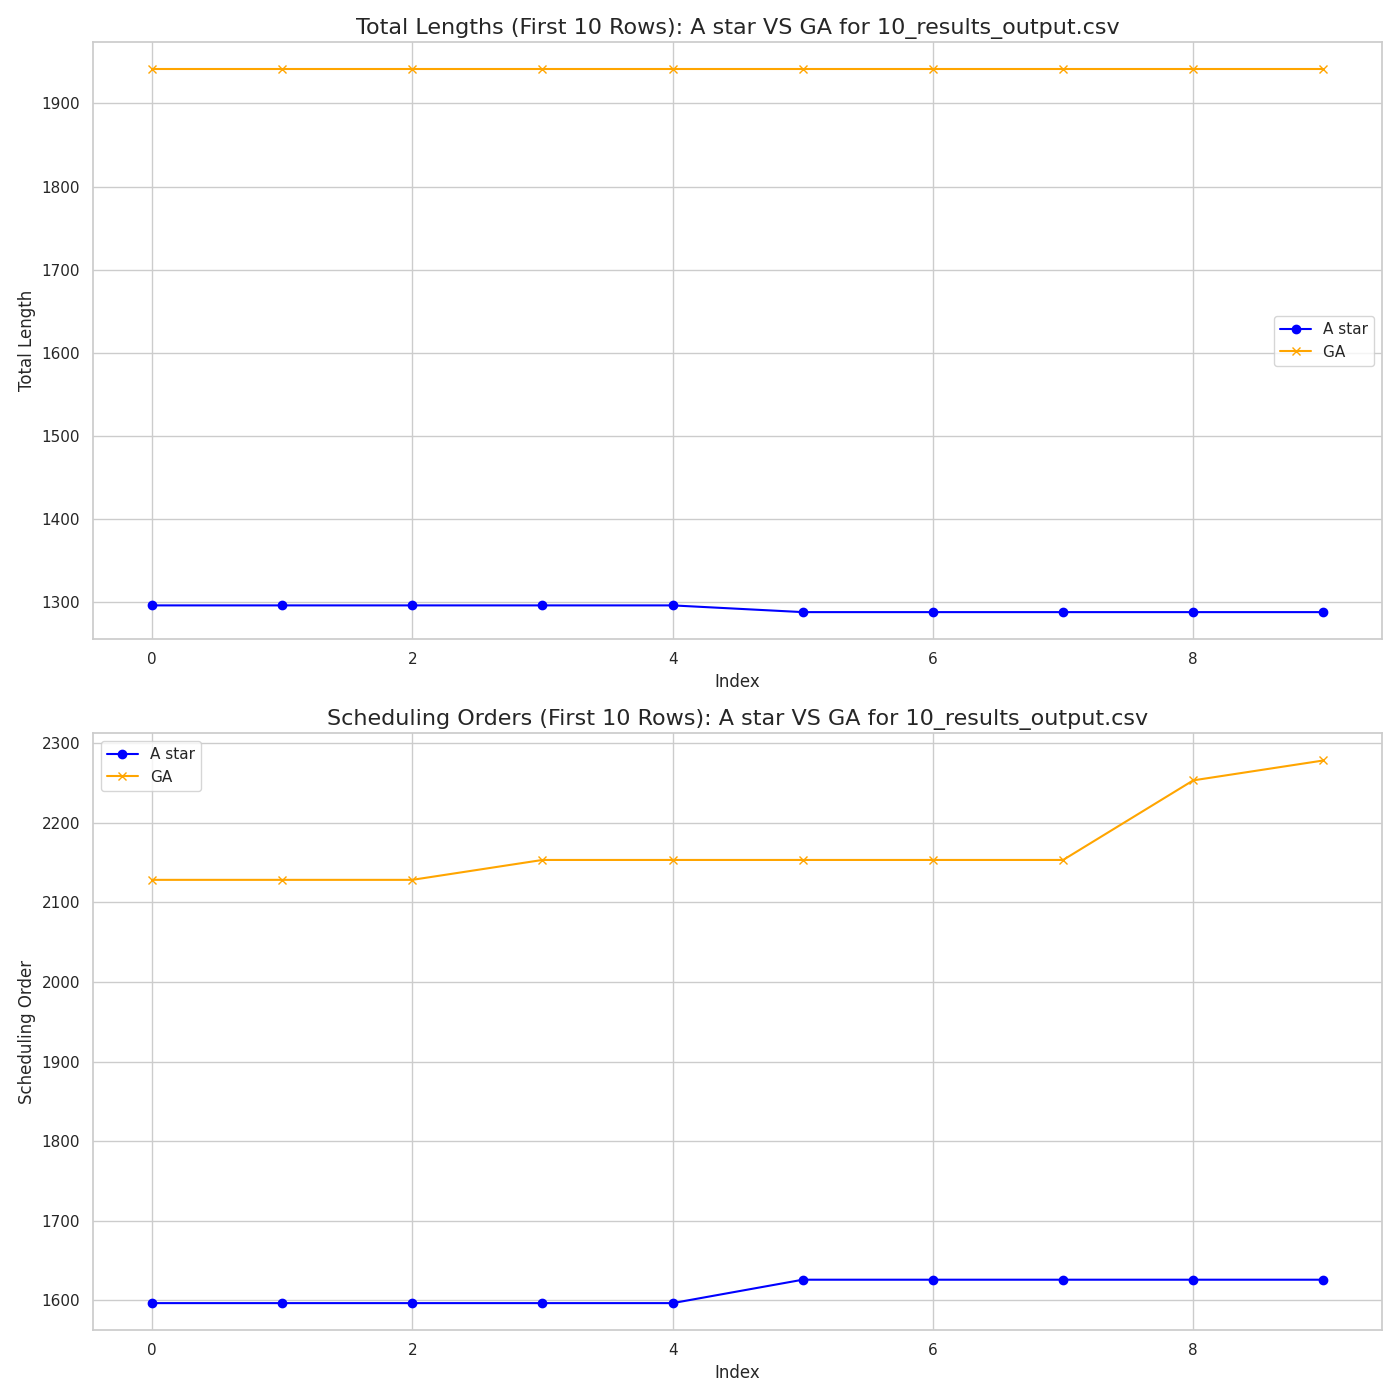 Total Lengths (First 10 Rows): A star VS GA for 10_results_output.csv
1900
1800
1700
1600
1500
1400
1300
Total Length
A star
GA
0 2 4 6 8
Index
Scheduling Orders (First 10 Rows): A star VS GA for 10_results_output.csv
2300
2200
2100
2000
1900
1800
1700
1600
Scheduling Order
A star
GA
0 2 4 6 8
Index